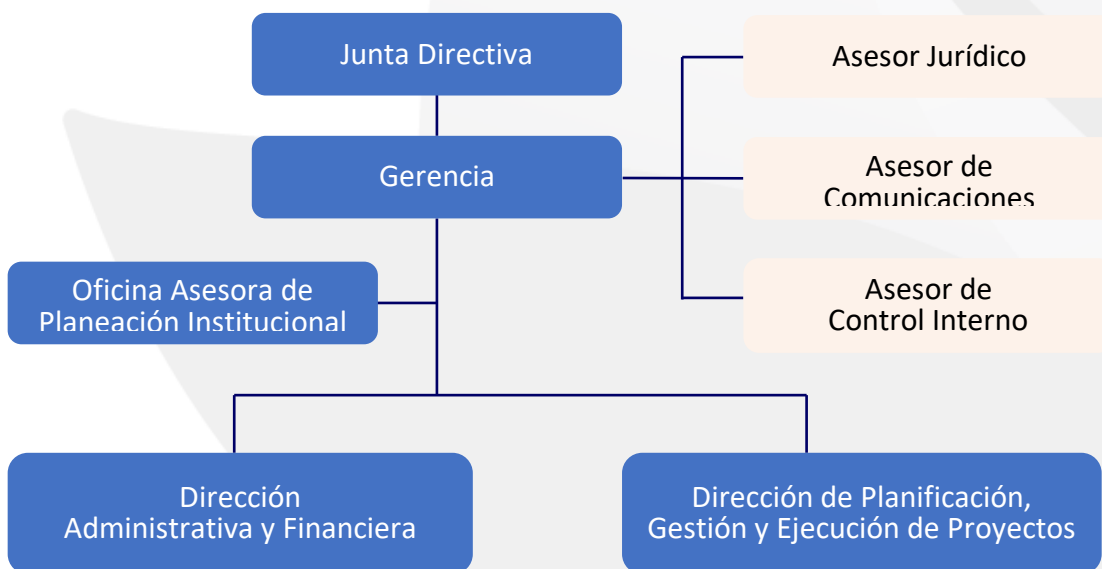 Junta Directiva
Asesor Jurídico
Gerencia
Asesor de
Comunicaciones
Oficina Asesora de
Planeación Institucional
Asesor de
Control Interno
Dirección
Administrativa y Financiera
Dirección de Planificación,
Gestión y Ejecución de Proyectos